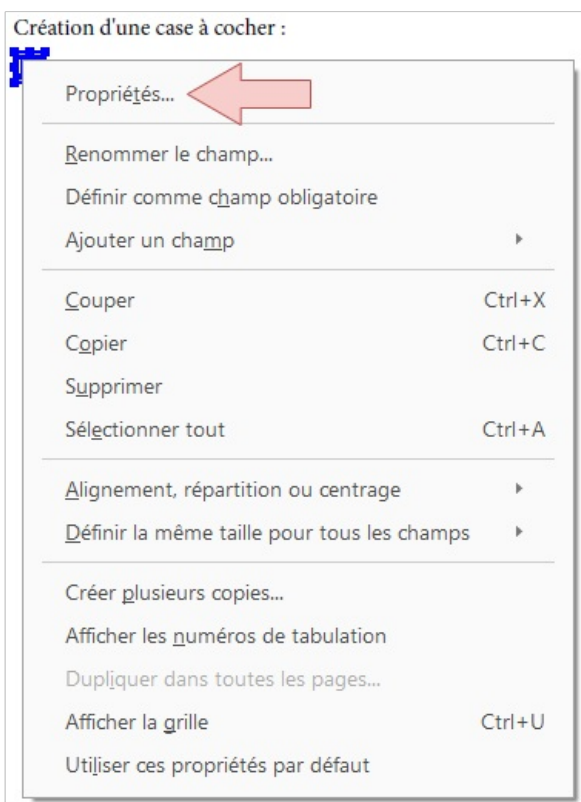 Création d'une case à cocher :
Propriétés...
Renommer le champ...
Définir comme champ obligatoire
Ajouter un champ
Couper Ctrl+X
Copier Ctrl+C
Supprimer
Sélectionner tout Ctrl+A
Alignement, répartition ou centrage
Définir la même taille pour tous les champs
Créer plusieurs copies...
Afficher les numéros de tabulation
Dupliquer dans toutes les pages...
Afficher la grille Ctrl+U
Utiliser ces propriétés par défaut